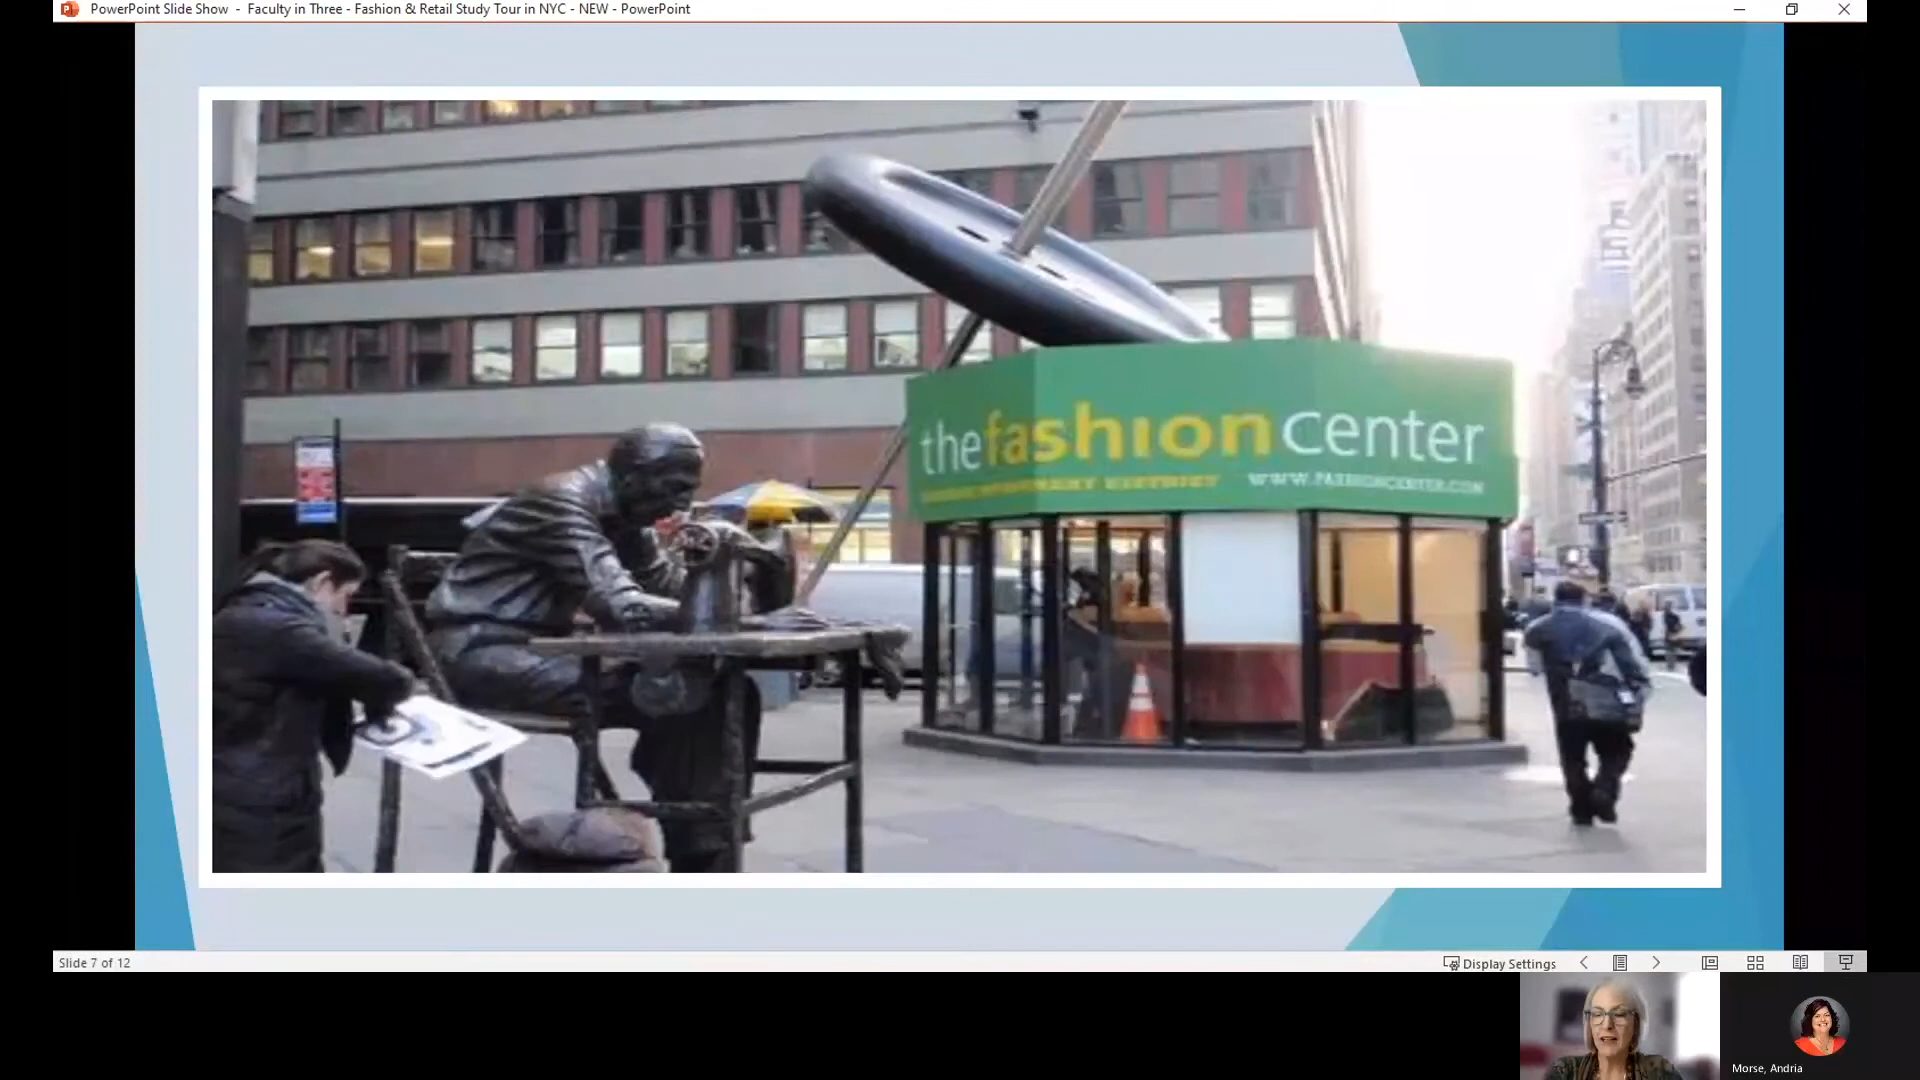 PowerPoint Slide Show - Faculty in Three - Fashion & Retail Study Tour in NYC - NEW - PowerPoint
thefashioncenter
WWW.FASHIONCENTER.COM
Slide 7 of 12
Display Settings
Morse, Andria